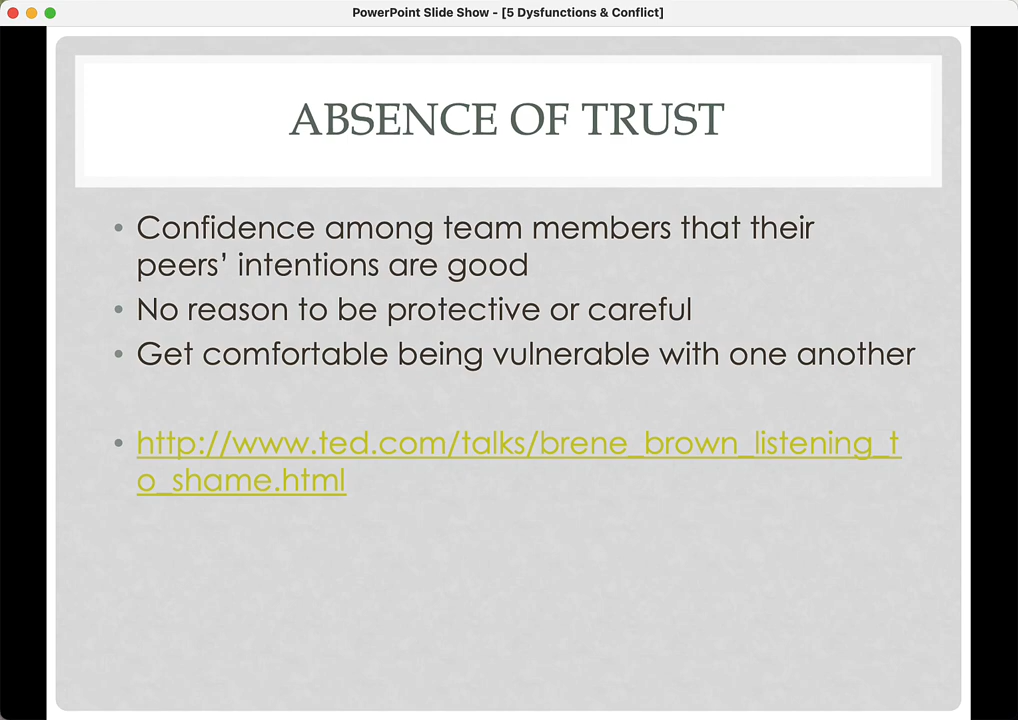 PowerPoint Slide Show - [5 Dysfunctions & Conflict]
ABSENCE OF TRUST
• Confidence among team members that their
peers’ intentions are good
• No reason to be protective or careful
• Get comfortable being vulnerable with one another
• http://www.ted.com/talks/brene_brown_listening_t
o_shame.html